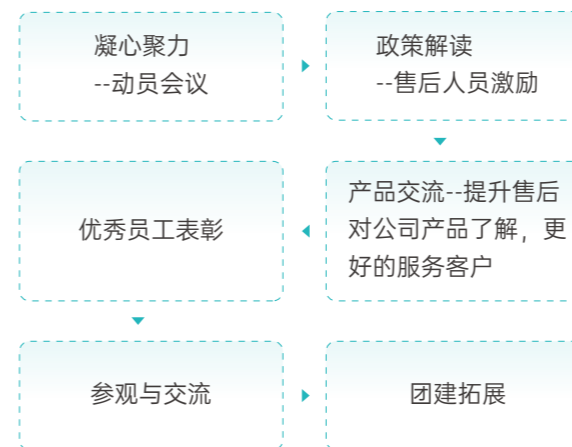 凝心聚力
--动员会议
政策解读
--售后人员激励
产品交流--提升售后
对公司产品了解，更
好的服务客户
优秀员工表彰
参观与交流
团建拓展